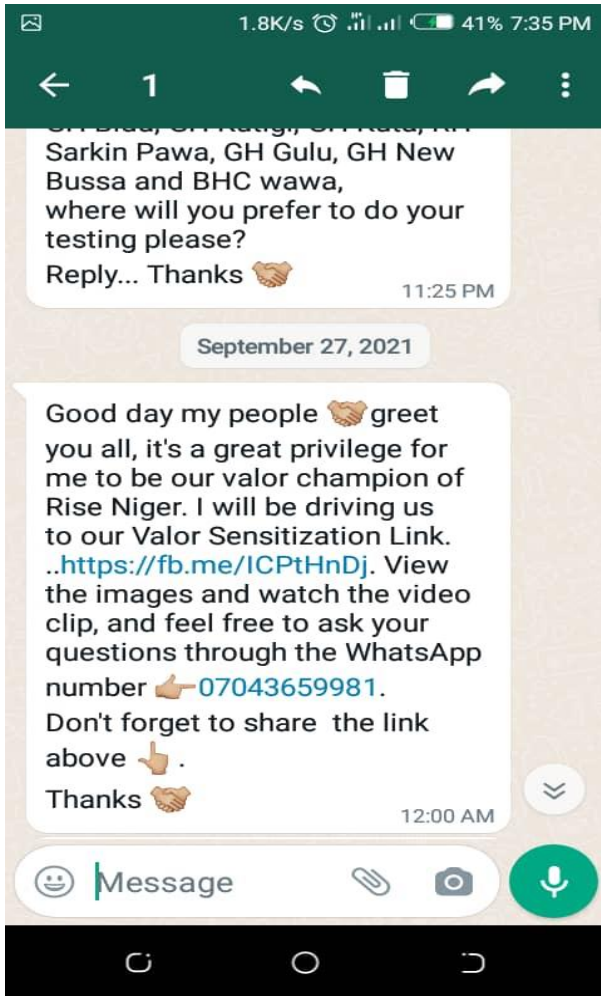 1.8K/s 41% 7:35 PM
1
Sarkin Pawa, GH Gulu, GH New
Bussa and BHC wawa,
where will you prefer to do your
testing please?
Reply... Thanks 🤝
11:25 PM
September 27, 2021
Good day my people 🤝greet
you all, it's a great privilege for
me to be our valor champion of
Rise Niger. I will be driving us
to our Valor Sensitization Link.
..https://fb.me/ICPtHnDj. View
the images and watch the video
clip, and feel free to ask your
questions through the WhatsApp
number 👉07043659981.
Don't forget to share  the link
above 👆.
Thanks 🤝
12:00 AM
Message